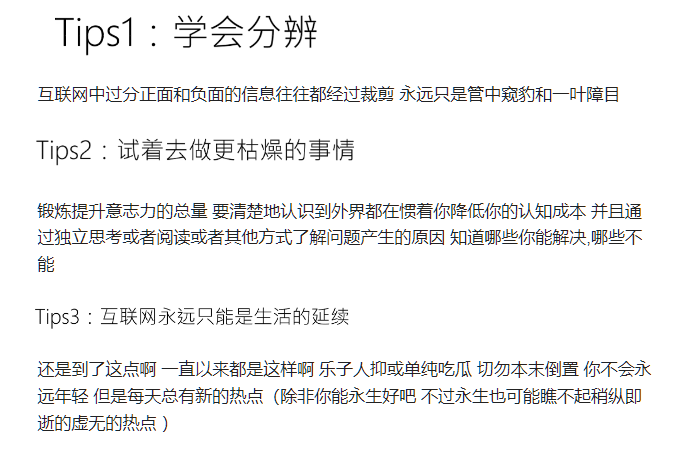 Tips1：学会分辨
互联网中过分正面和负面的信息往往都经过裁剪 永远只是管中窥豹和一叶障目
Tips2：试着去做更枯燥的事情
锻炼提升意志力的总量 要清楚地认识到外界都在惯着你降低你的认知成本 并且通
过独立思考或者阅读或者其他方式了解问题产生的原因 知道哪些你能解决,哪些不
能
Tips3：互联网永远只能是生活的延续
还是到了这点啊 一直以来都是这样啊 乐子人抑或单纯吃瓜 切勿本末倒置 你不会永
远年轻 但是每天总有新的热点（除非你能永生好吧 不过永生也可能瞧不起稍纵即
逝的虚无的热点 ）